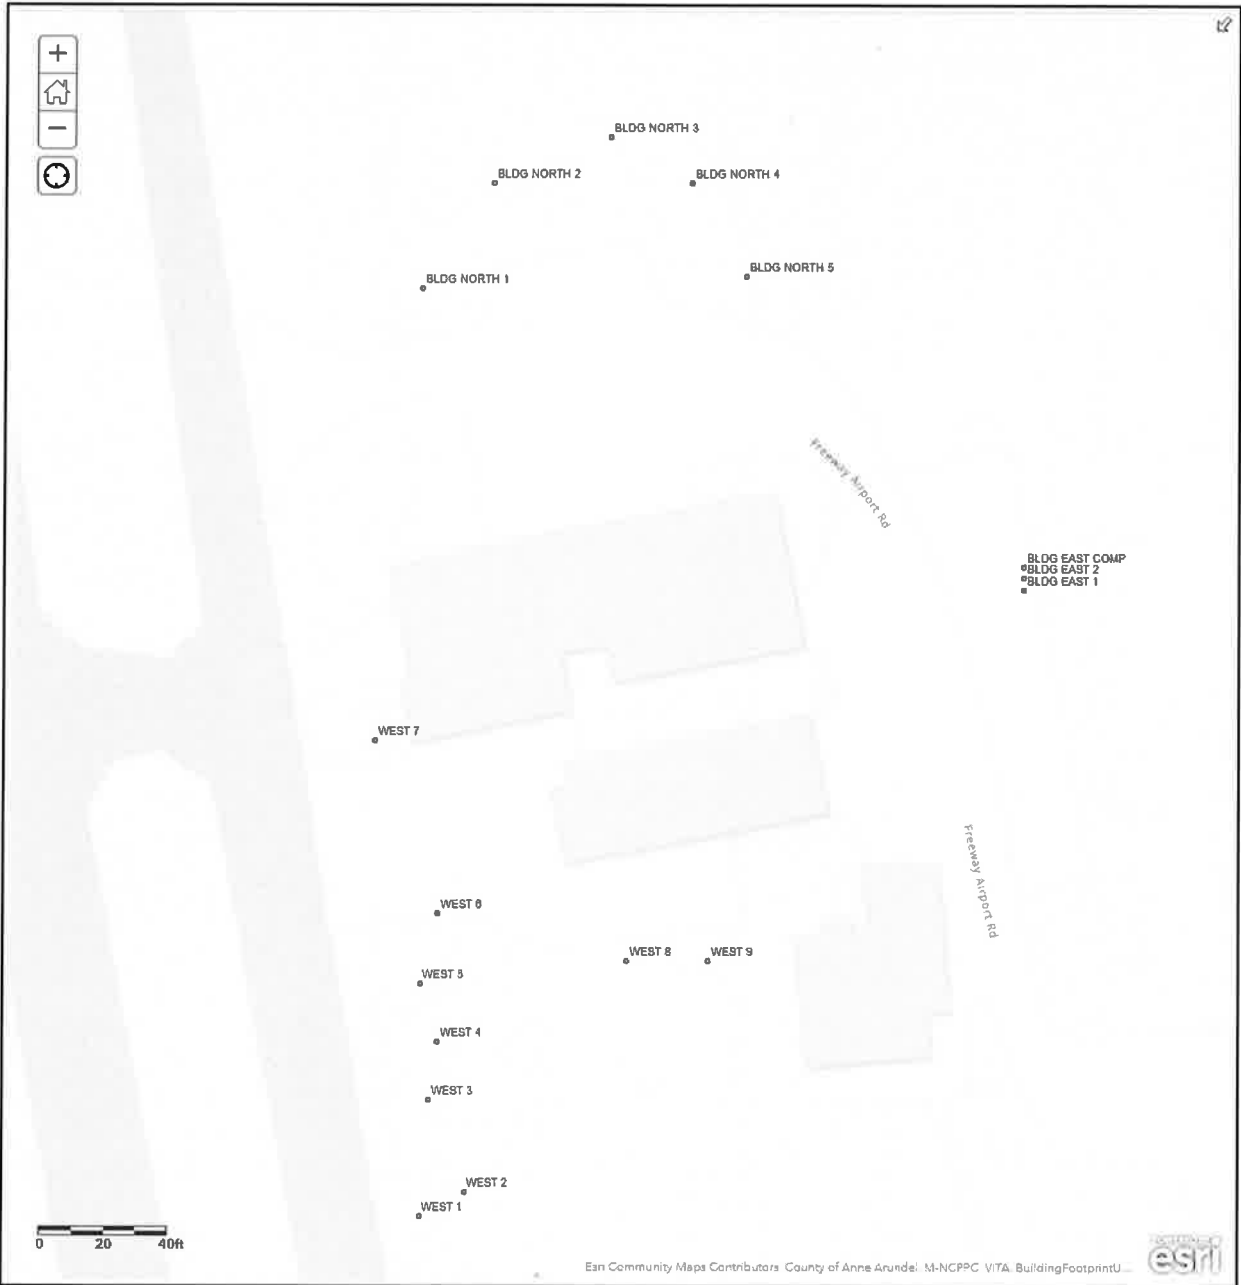 +
−
BLDG NORTH 3
BLDG NORTH 2
BLDG NORTH 4
BLDG NORTH 5
BLDG NORTH 1
Freeway Airport Rd
BLDG EAST COMP
BLDG EAST 2
BLDG EAST 1
WEST 7
Freeway Airport Rd
WEST 6
WEST 8
WEST 9
WEST 5
WEST 4
WEST 3
WEST 2
WEST 1
0 20 40ft
Esri Community Maps Contributors County of Anne Arundel M-NCPPC VITA BuildingFootprintU...
esri